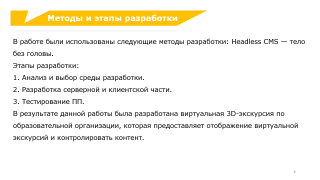 Методы и этапы разработки
В работе были использованы следующие методы разработки: Headless CMS — тело
без головы.
Этапы разработки:
1. Анализ и выбор среды разработки.
2. Разработка серверной и клиентской части.
3. Тестирование ПП.
В результате данной работы была разработана виртуальная 3D-экскурсия по
образовательной организации, которая предоставляет отображение виртуальной
экскурсий и контролировать контент.